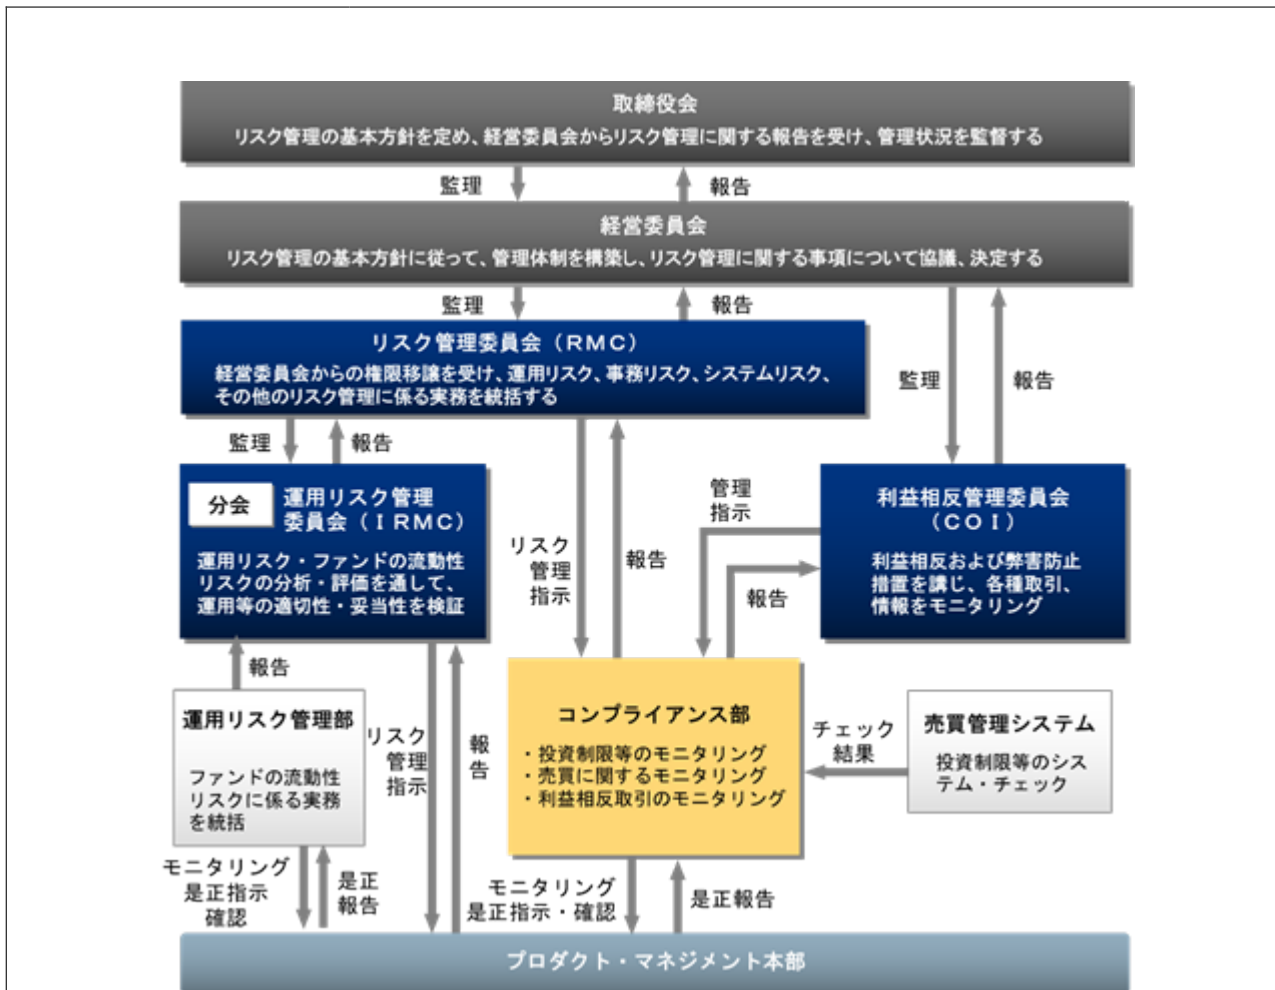 取締役会
リスク管理の基本方針を定め、経営委員会からリスク管理に関する報告を受け、管理状況を監督する
監理
報告
経営委員会
リスク管理の基本方針に従って、管理体制を構築し、リスク管理に関する事項について協議、決定する
監理
報告
リスク管理委員会（ＲＭＣ）
経営委員会からの権限移譲を受け、運用リスク、事務リスク、システムリスク、
その他のリスク管理に係る実務を統括する
監理
報告
監理
報告
分会
運用リスク管理
委員会（ＩＲＭＣ）
運用リスク・ファンドの流動性
リスクの分析・評価を通して、
運用等の適切性・妥当性を検証
リスク
管理
指示
報告
管理
指示
報告
利益相反管理委員会
（ＣＯＩ）
利益相反および弊害防止
措置を講じ、各種取引、
情報をモニタリング
報告
運用リスク管理部
ファンドの流動性
リスクに係る実務
を統括
リスク
管理
指示
報
告
コンプライアンス部
・投資制限等のモニタリング
・売買に関するモニタリング
・利益相反取引のモニタリング
チェック
結果
売買管理システム
投資制限等のシス
テム・チェック
モニタリング
是正指示
確認
是正
報告
モニタリング
是正指示・確認
是正報告
プロダクト・マネジメント本部